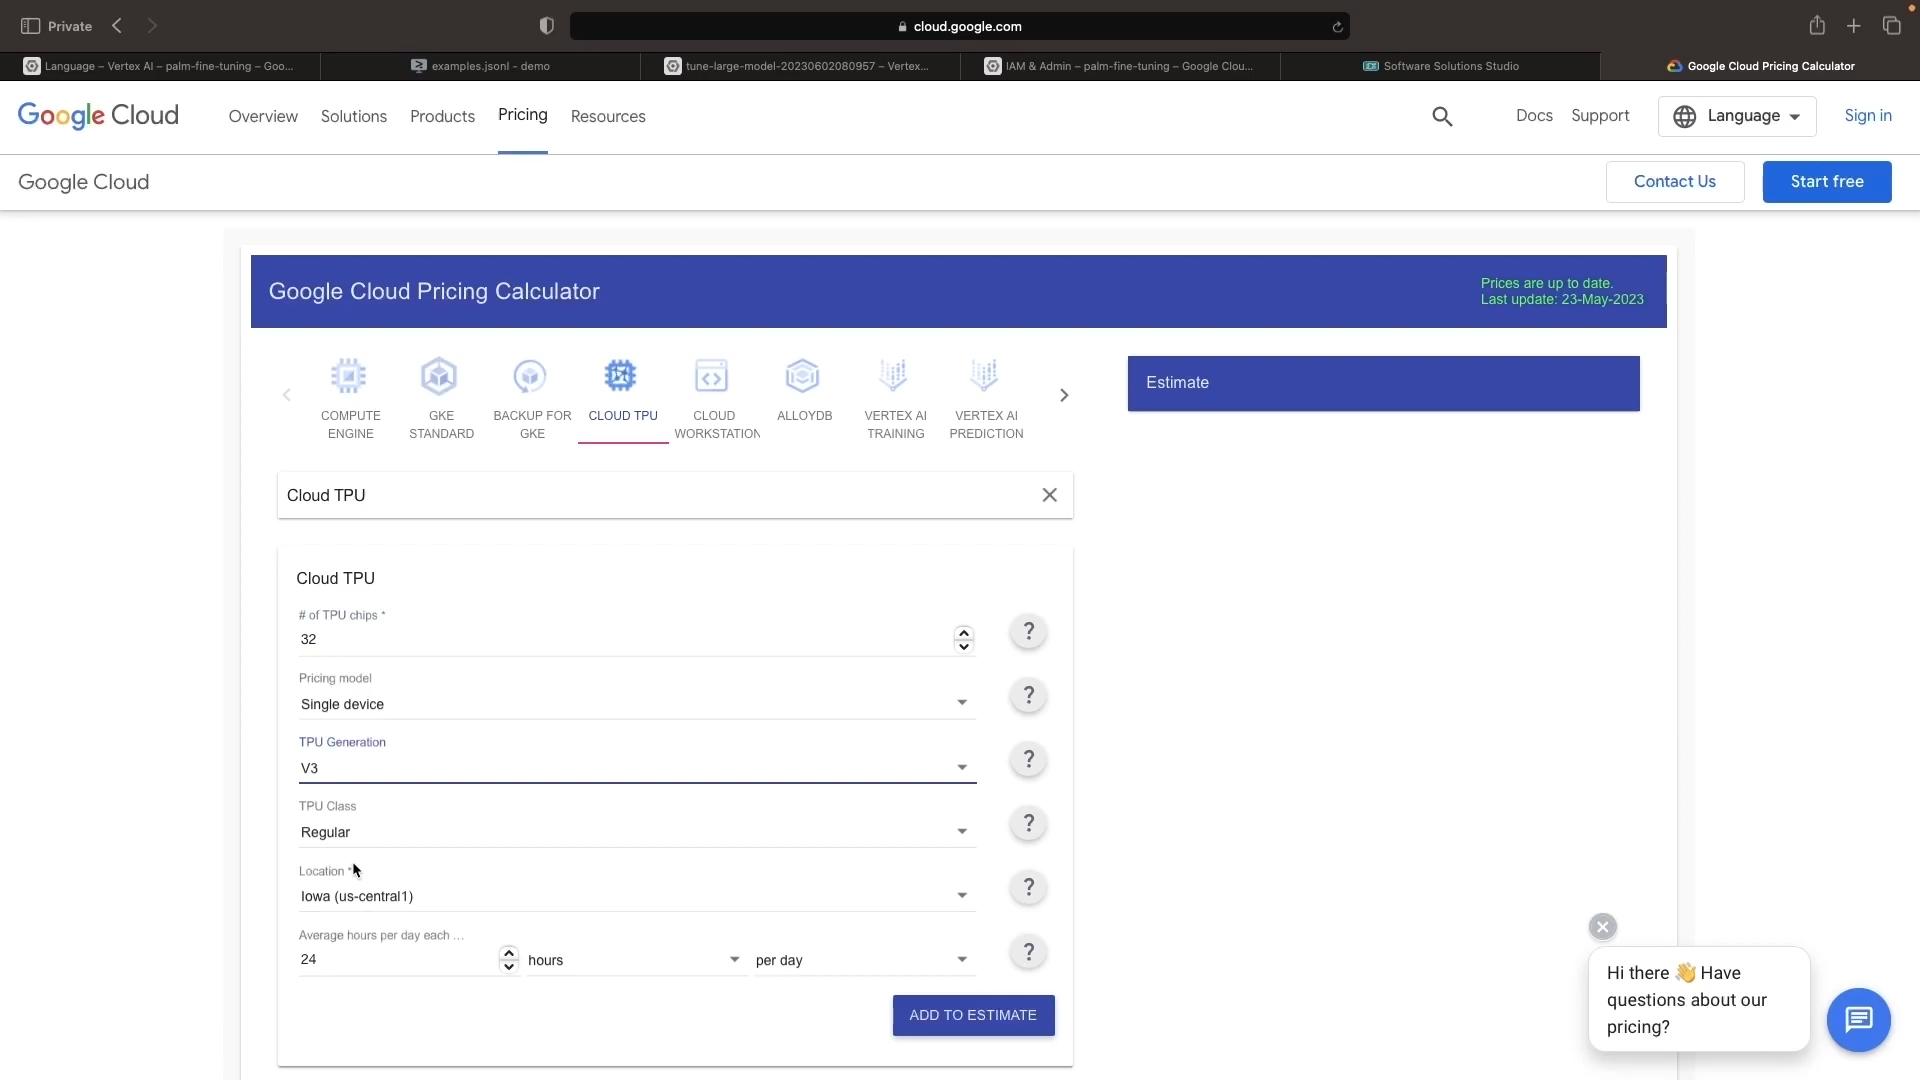 Private
cloud.google.com
Language – Vertex AI – palm-fine-tuning – Goo...
examples.jsonl - demo
tune-large-model-20230602080957 – Vertex...
IAM & Admin – palm-fine-tuning – Google Clou...
Software Solutions Studio
Google Cloud Pricing Calculator
Google Cloud
Overview
Solutions
Products
Pricing
Resources
Docs
Support
Language
Sign in
Google Cloud
Contact Us
Start free
Google Cloud Pricing Calculator
Prices are up to date.
Last update: 23-May-2023
COMPUTE
ENGINE
GKE
STANDARD
BACKUP FOR
GKE
CLOUD TPU
CLOUD
WORKSTATION
ALLOYDB
VERTEX AI
TRAINING
VERTEX AI
PREDICTION
Estimate
Cloud TPU
Cloud TPU
# of TPU chips *
32
?
Pricing model
Single device
?
TPU Generation
V3
?
TPU Class
Regular
?
Location *
Iowa (us-central1)
?
Average hours per day each ...
24
hours
per day
?
ADD TO ESTIMATE
Hi there 👋 Have
questions about our
pricing?